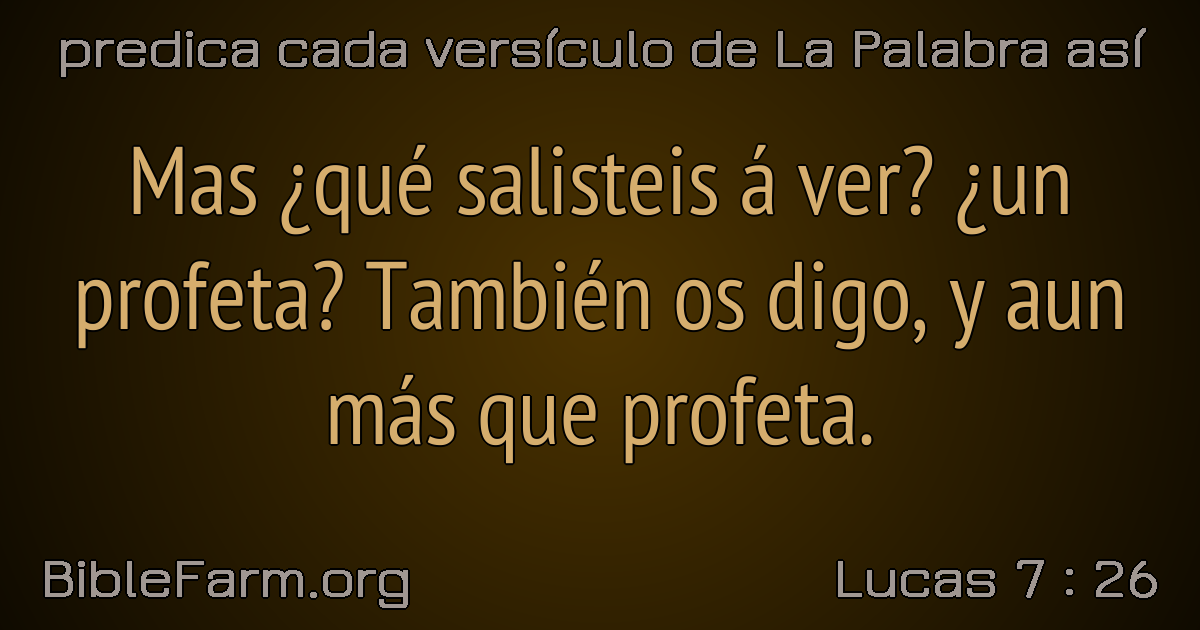 predica cada versículo de La Palabra así
Mas ¿qué salisteis á ver? ¿un
profeta? También os digo, y aun
más que profeta.
BibleFarm.org
Lucas 7 : 26